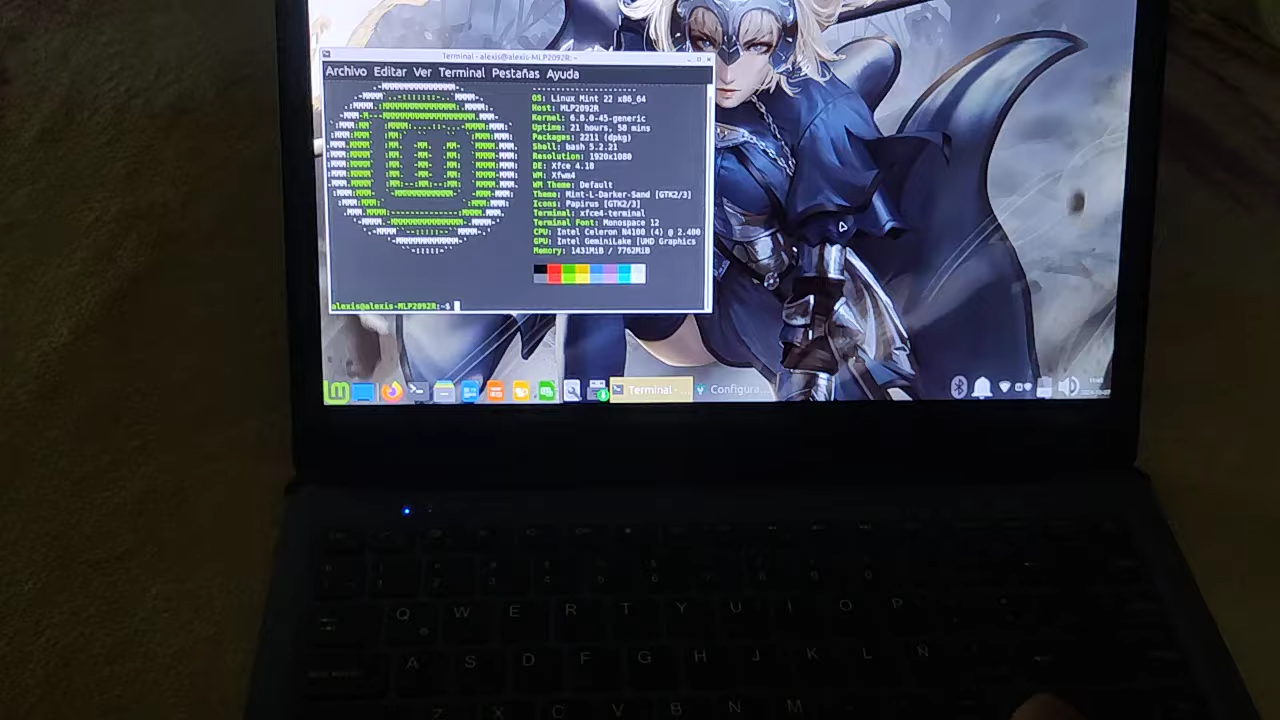 Terminal - alexis@alexis-MLP2092R: ~
Archivo Editar Ver Terminal Pestañas Ayuda
OS: Linux Mint 22 x86_64
Host: MLP2092R
Kernel: 6.8.0-45-generic
Uptime: 21 hours, 58 mins
Packages: 2211 (dpkg)
Shell: bash 5.2.21
Resolution: 1920x1080
DE: Xfce 4.18
WM: Xfwm4
WM Theme: Default
Theme: Mint-L-Darker-Sand [GTK2/3]
Icons: Papirus [GTK2/3]
Terminal: xfce4-terminal
Terminal Font: Monospace 12
CPU: Intel Celeron N4100 (4) @ 2.400
GPU: Intel GeminiLake [UHD Graphics
Memory: 1431MiB / 7762MiB
alexis@alexis-MLP2092R:~$
Terminal - ...
Configura...
Q W E R T Y U I O P
A S D F G H J K L Ñ
Z X C V B N M